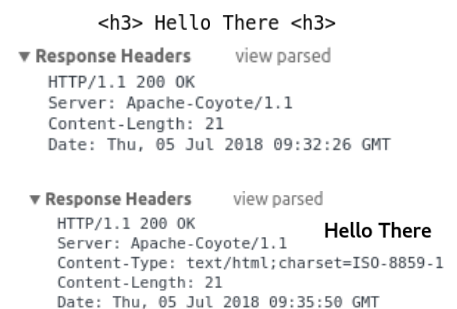 <h3> Hello There <h3>
▼ Response Headers view parsed
HTTP/1.1 200 OK
Server: Apache-Coyote/1.1
Content-Length: 21
Date: Thu, 05 Jul 2018 09:32:26 GMT
▼ Response Headers view parsed
HTTP/1.1 200 OK
Hello There
Server: Apache-Coyote/1.1
Content-Type: text/html;charset=ISO-8859-1
Content-Length: 21
Date: Thu, 05 Jul 2018 09:35:50 GMT